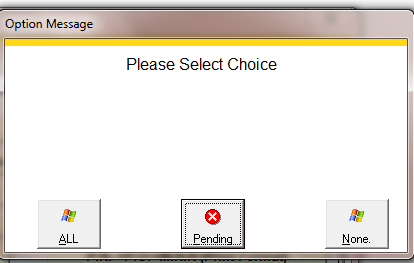 Option Message
Please Select Choice
ALL
Pending
None.